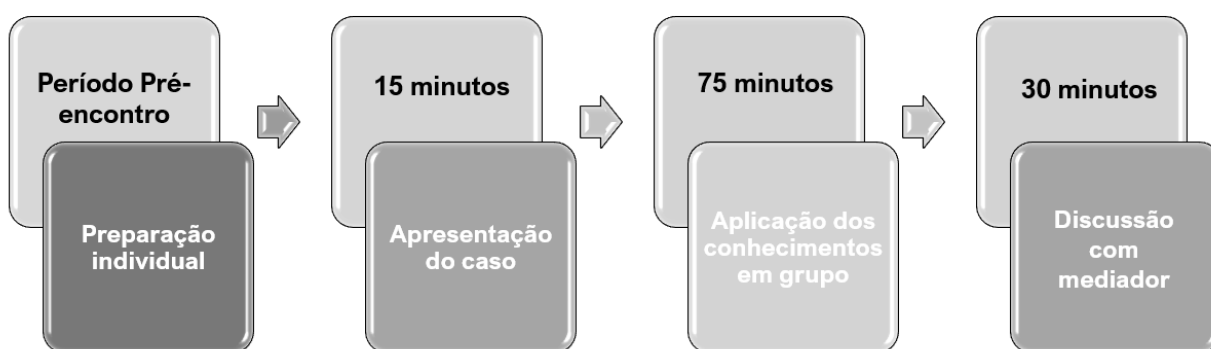 Período Pré-
encontro
Preparação
individual
15 minutos
Apresentação
do caso
75 minutos
Aplicação dos
conhecimentos
em grupo
30 minutos
Discussão
com
mediador